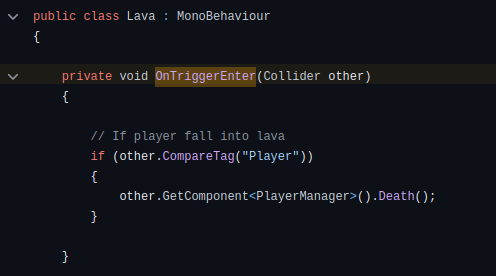 public class Lava : MonoBehaviour
{
private void OnTriggerEnter(Collider other)
{
// If player fall into lava
if (other.CompareTag("Player"))
{
other.GetComponent<PlayerManager>().Death();
}
}